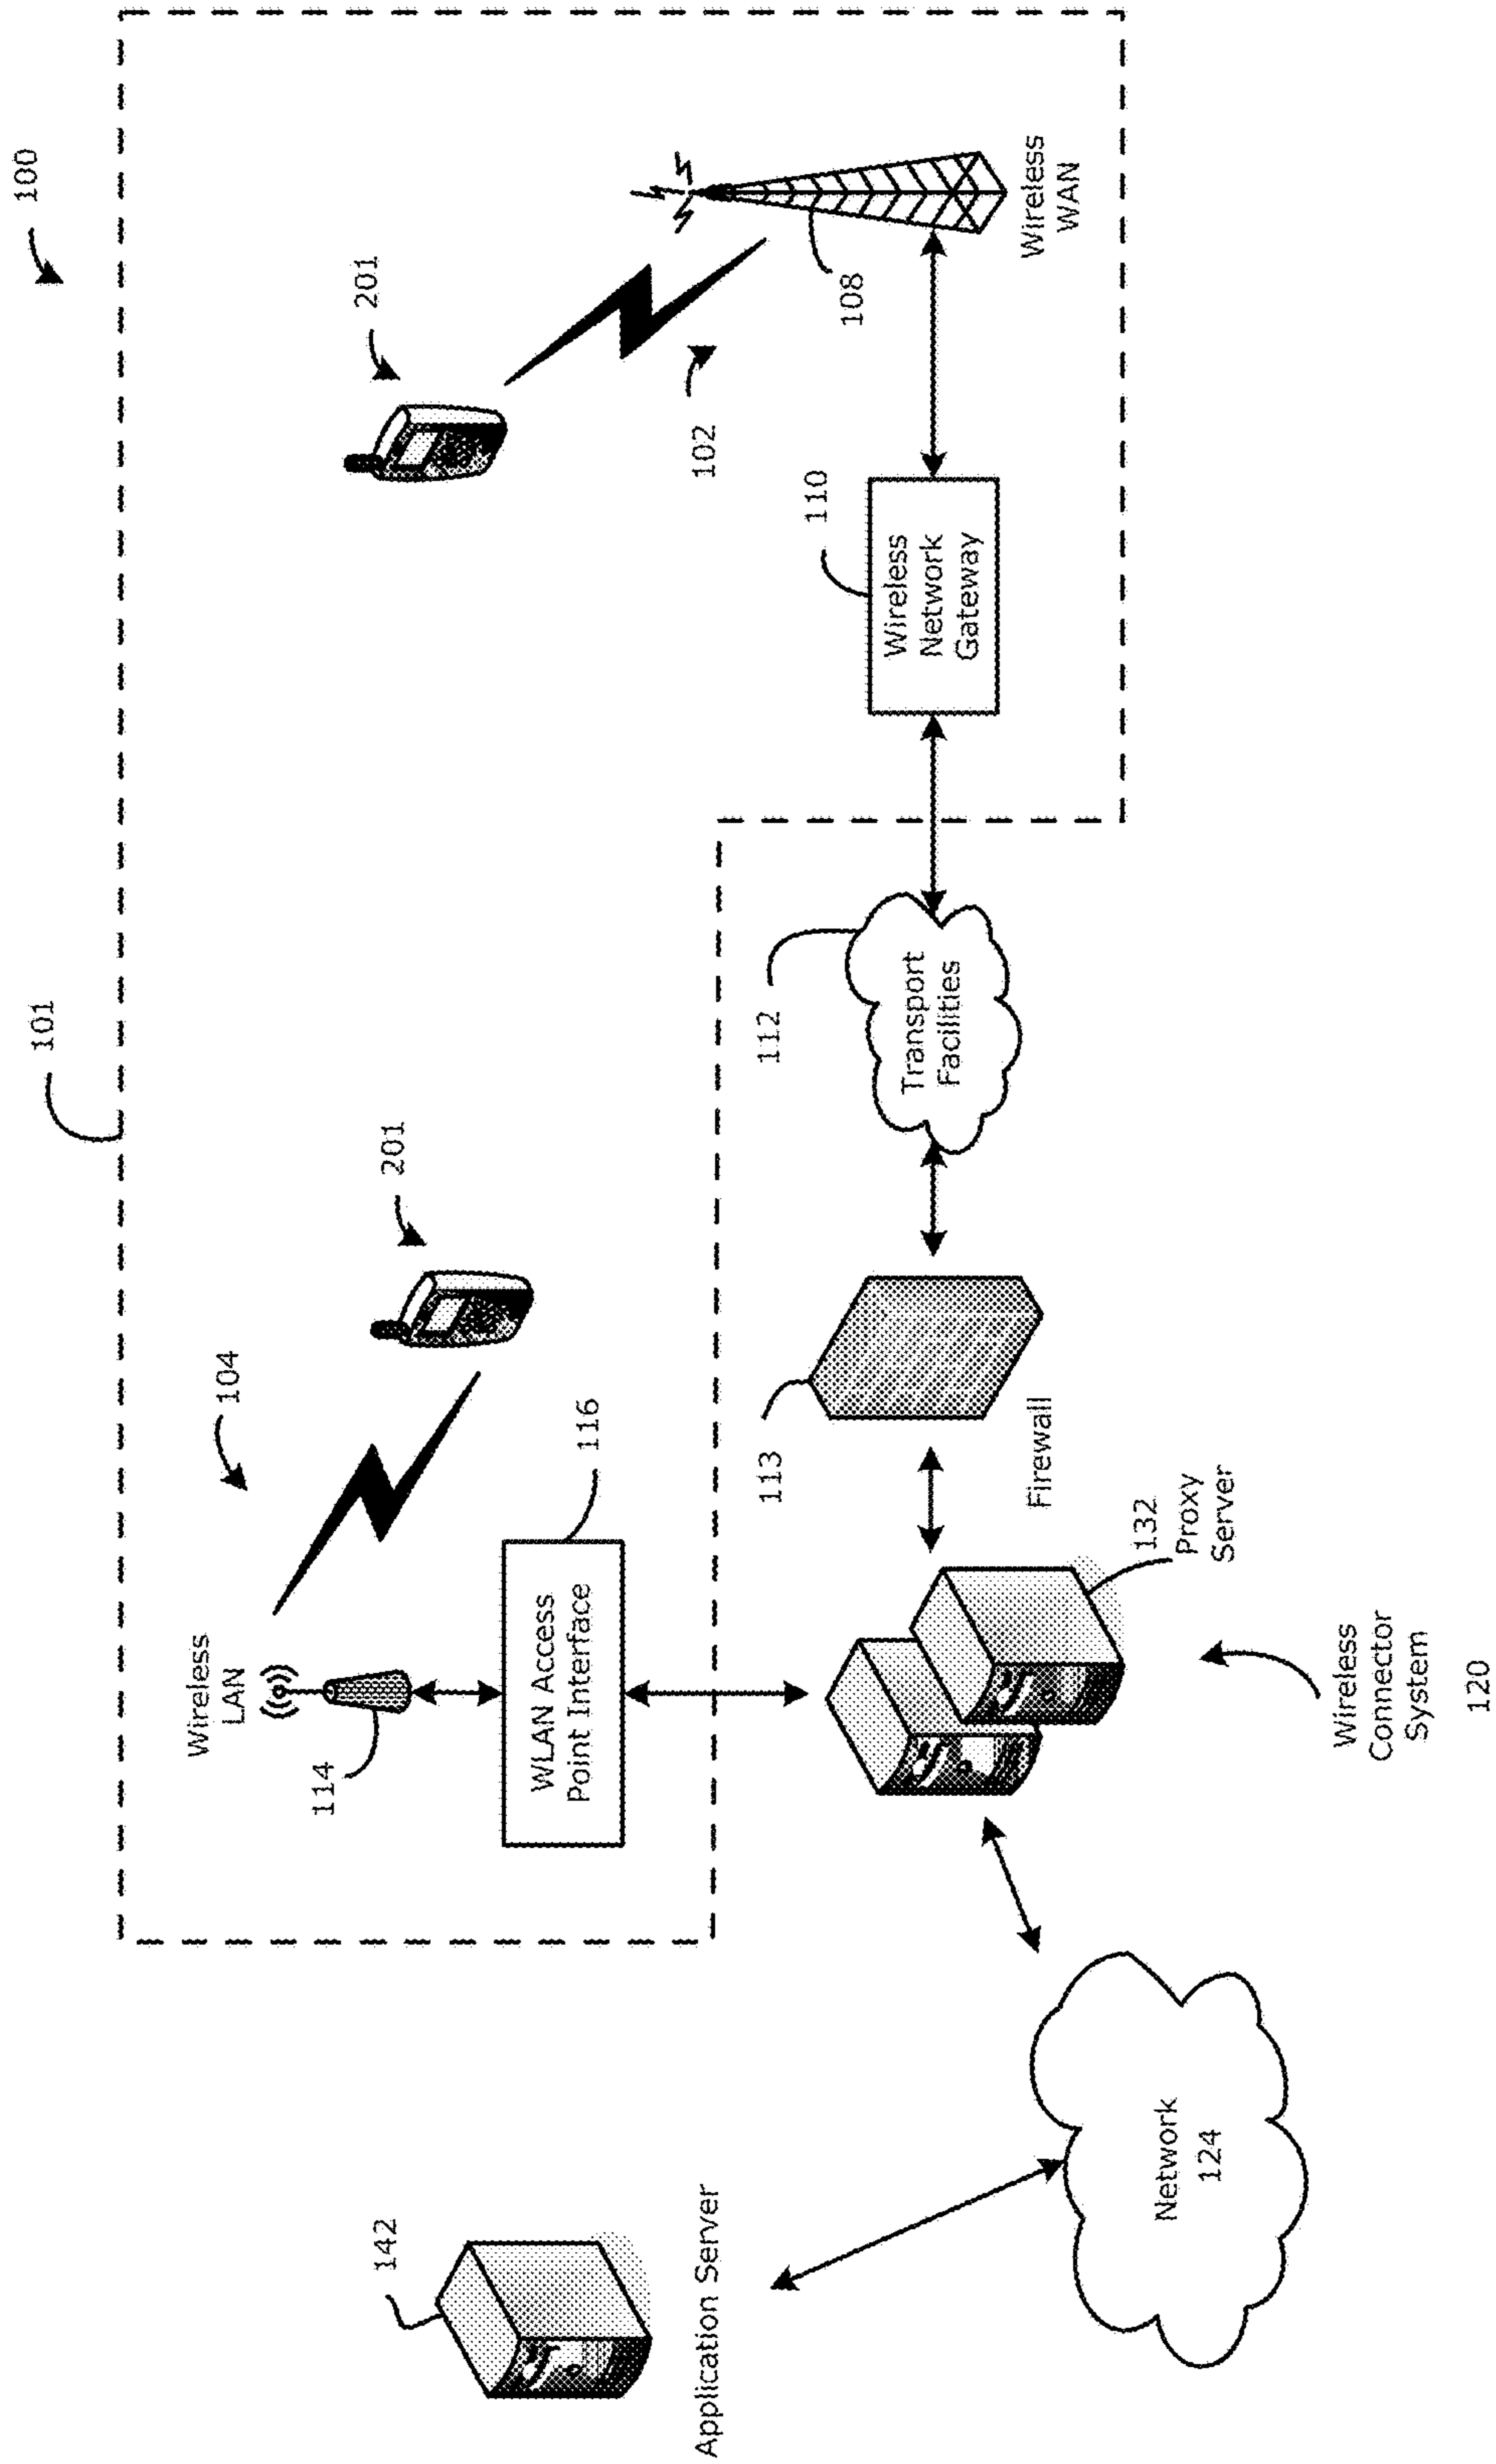 100
101
Wireless
LAN
104
114
201
201
WLAN Access
Point Interface
116
102
108
Wireless
WAN
110
Wireless
Network
Gateway
112
Transport
Facilities
113
Firewall
132
Proxy
Server
Wireless
Connector
System
120
142
Application Server
Network
124